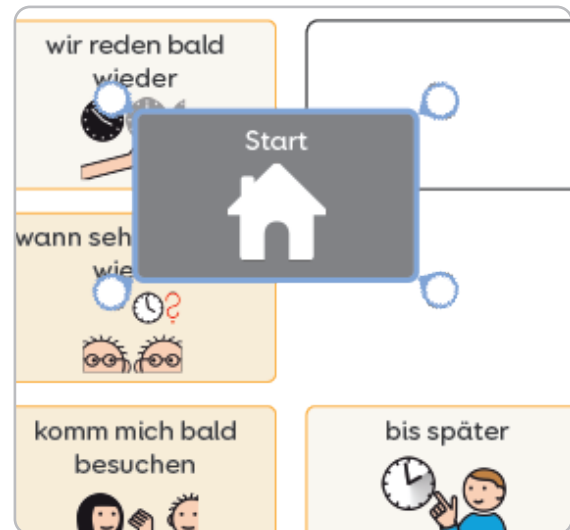 wir reden bald
wieder
Start
wann seh
wie
komm mich bald
besuchen
bis später